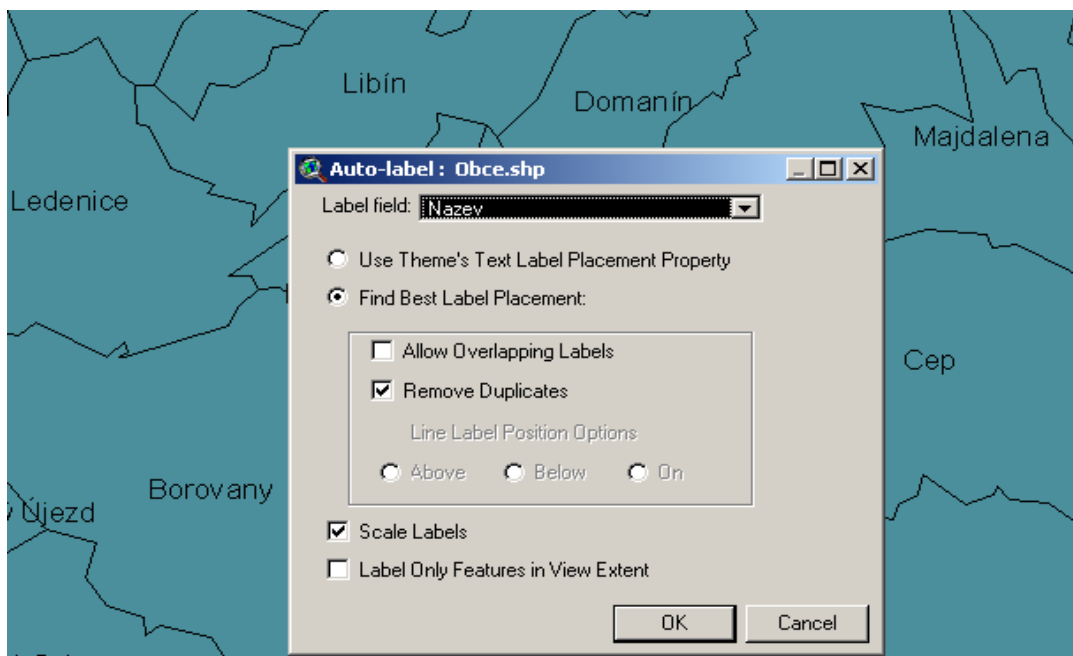 Libín
Domanín
Majdalena
Auto-label : Obce.shp
Ledenice
Label field: Nazev
Use Theme's Text Label Placement Property
Find Best Label Placement:
Allow Overlapping Labels
Cep
Remove Duplicates
Line Label Position Options
Above Below On
Borovany
Újezd
Scale Labels
Label Only Features in View Extent
OK Cancel